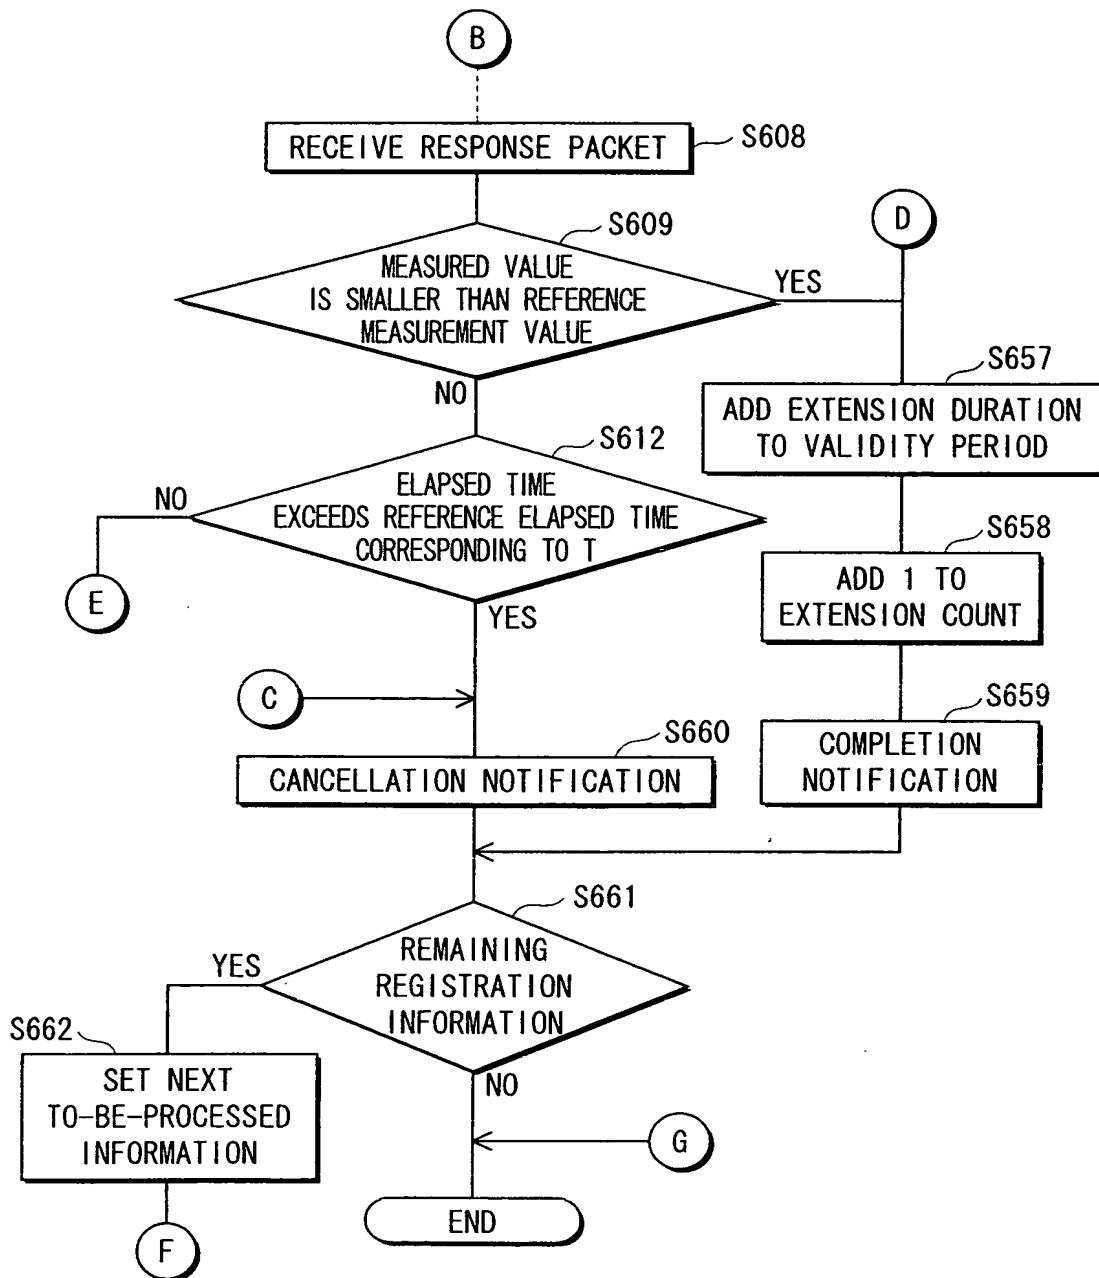 B
RECEIVE RESPONSE PACKET
S608
D
S609
MEASURED VALUE
IS SMALLER THAN REFERENCE
MEASUREMENT VALUE
YES
NO
S657
ADD EXTENSION DURATION
TO VALIDITY PERIOD
S612
ELAPSED TIME
EXCEEDS REFERENCE ELAPSED TIME
CORRESPONDING TO T
NO
E
YES
S658
ADD 1 TO
EXTENSION COUNT
C
S659
COMPLETION
NOTIFICATION
S660
CANCELLATION NOTIFICATION
S661
REMAINING
REGISTRATION
INFORMATION
YES
S662
SET NEXT
TO-BE-PROCESSED
INFORMATION
NO
G
F
END